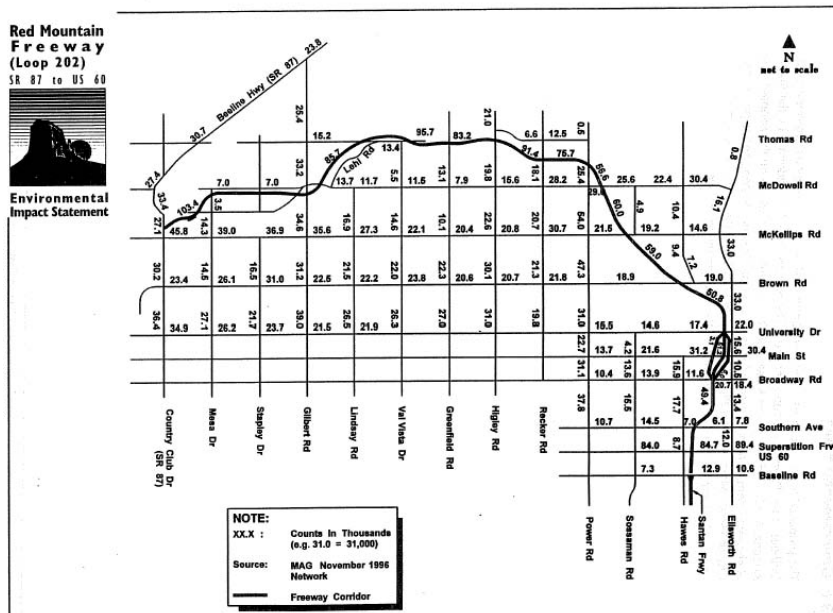 Red Mountain
Freeway
(Loop 202)
SR 87 to US 60
Environmental
Impact Statement
N
not to scale
Beeline Hwy (SR 87) 23.8
30.7
27.4
33.4
103.4
25.4
15.2
95.7
83.2
21.0
6.6 12.5
0.5
Thomas Rd
0.8
33.2
85.7
Lehi Rd
13.4
91.4
75.7
7.0 7.0
3.5
13.7 11.7
5.5
11.5
13.1
7.9
19.8
15.6
18.1
28.2
25.4
25.6 22.4 30.4
McDowell Rd
16.1
60.0
4.9
10.4
27.1
45.8
14.3
39.0 36.9
34.6
35.6
16.9
27.3
14.6
22.1
10.1
20.4
22.6
20.8
20.7
30.7
54.0
21.5 19.2 14.6
McKellips Rd
33.0
59.0
9.4
7.2
30.2
23.4
14.5
26.1
16.5
31.0
31.2
22.5
21.5
22.2
22.0
23.8
22.3
20.6
30.1
20.7
21.3
21.8
47.3
18.9
19.0
Brown Rd
50.8
33.0
36.4
34.9
27.1
26.2
21.7
23.7
39.0
21.5
26.5
21.9
26.3
27.0
31.0
19.8
31.0
15.5 14.6 17.4 22.0
University Dr
22.7
13.7
4.2
21.6
31.2
15.6
30.4
Main St
31.1
10.4
13.6
13.9
15.9
11.6
10.5
20.7 18.4
Broadway Rd
37.8
15.5
17.7
49.4
13.4
10.7 14.5 7.0 6.1 7.8
Southern Ave
8.7
12.0
84.0 84.7 89.4
Superstition Frwy
US 60
7.3 12.9 10.6
Baseline Rd
Country Club Dr
(SR 87)
Mesa Dr
Stapley Dr
Gilbert Rd
Lindsay Rd
Val Vista Dr
Greenfield Rd
Higley Rd
Recker Rd
Power Rd
Sossaman Rd
Hawes Rd
Santan Frwy
Ellsworth Rd
NOTE:
XX.X : Counts In Thousands
(e.g. 31.0 = 31,000)
Source: MAG November 1996
Network
Freeway Corridor